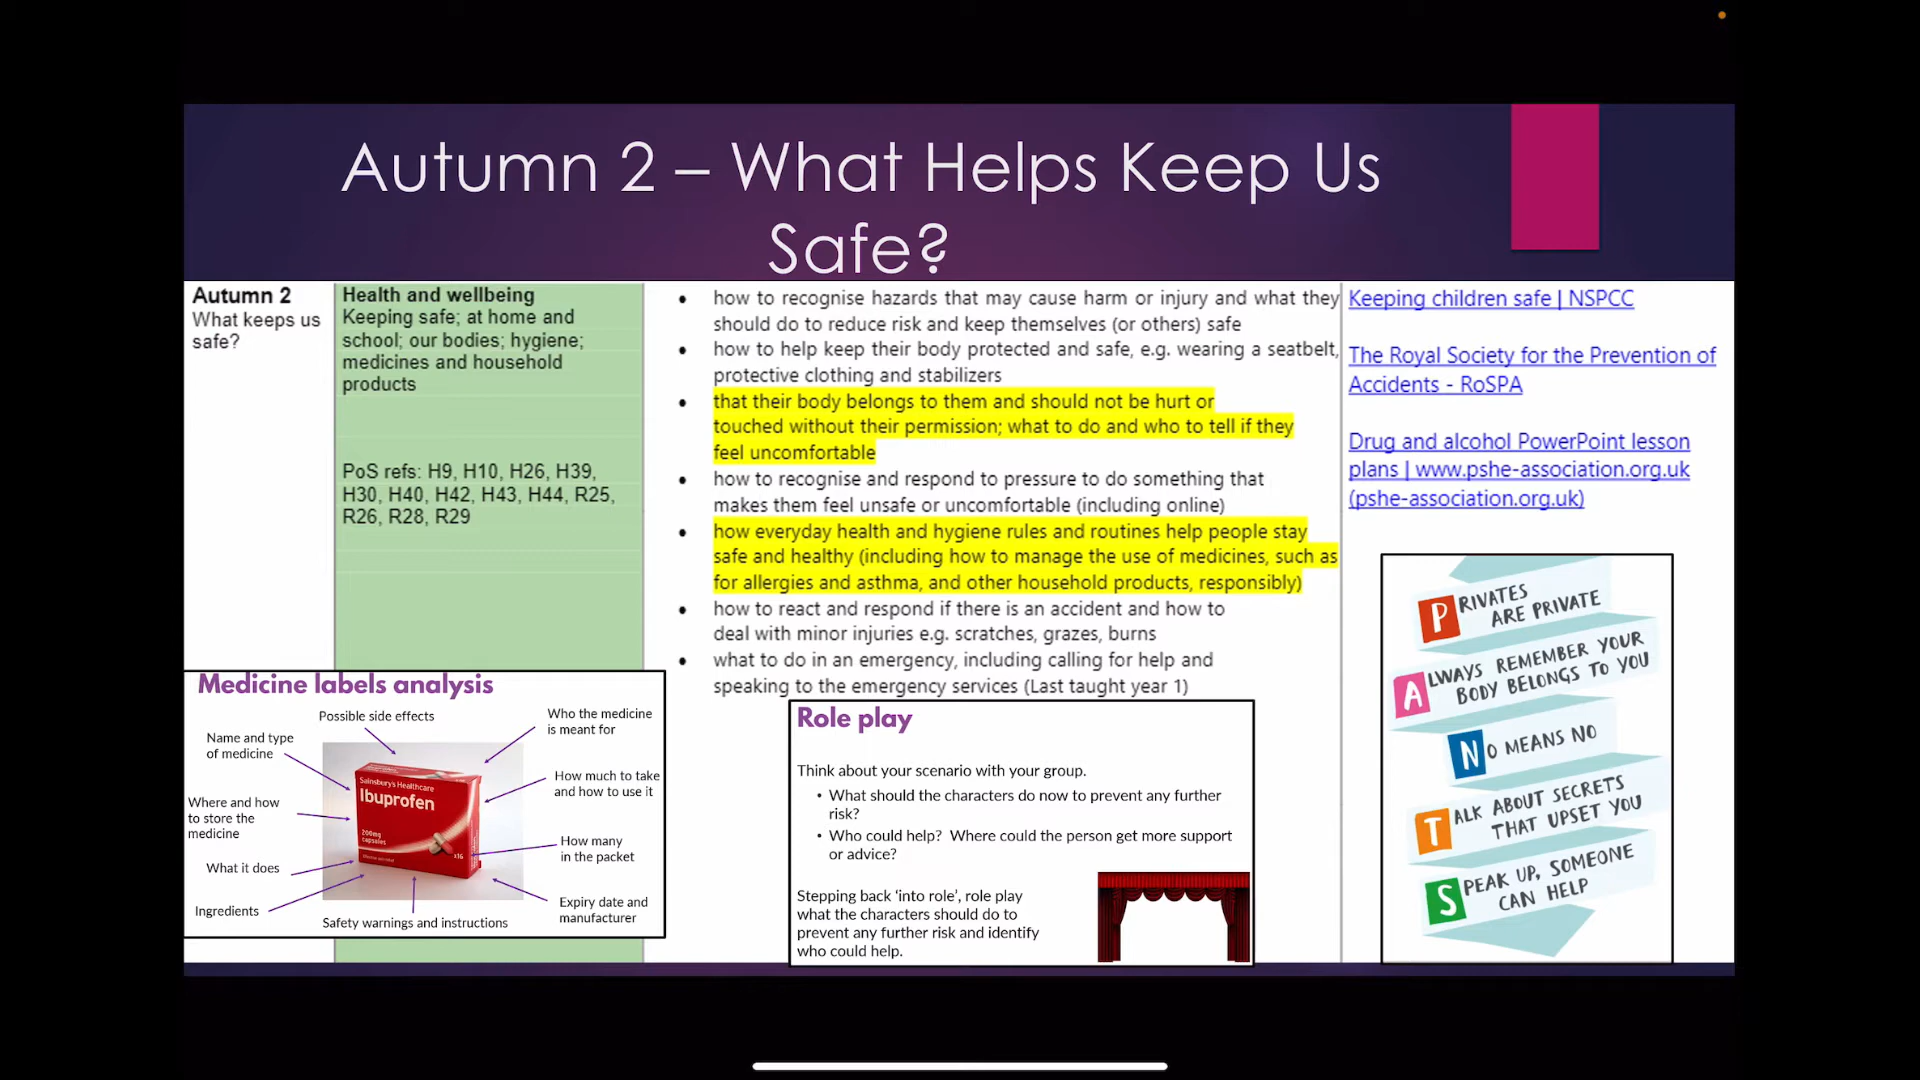 Autumn 2 – What Helps Keep Us
Safe?
Autumn 2
What keeps us
safe?
Health and wellbeing
Keeping safe; at home and
school; our bodies; hygiene;
medicines and household
products
PoS refs: H9, H10, H26, H39,
H30, H40, H42, H43, H44, R25,
R26, R28, R29
• how to recognise hazards that may cause harm or injury and what they
should do to reduce risk and keep themselves (or others) safe
• how to help keep their body protected and safe, e.g. wearing a seatbelt,
protective clothing and stabilizers
• that their body belongs to them and should not be hurt or
touched without their permission; what to do and who to tell if they
feel uncomfortable
• how to recognise and respond to pressure to do something that
makes them feel unsafe or uncomfortable (including online)
• how everyday health and hygiene rules and routines help people stay
safe and healthy (including how to manage the use of medicines, such as
for allergies and asthma, and other household products, responsibly)
• how to react and respond if there is an accident and how to
deal with minor injuries e.g. scratches, grazes, burns
• what to do in an emergency, including calling for help and
speaking to the emergency services (Last taught year 1)
Keeping children safe | NSPCC
The Royal Society for the Prevention of
Accidents - RoSPA
Drug and alcohol PowerPoint lesson
plans | www.pshe-association.org.uk
(pshe-association.org.uk)
Medicine labels analysis
Possible side effects
Who the medicine
is meant for
Name and type
of medicine
How much to take
and how to use it
Where and how
to store the
medicine
How many
in the packet
What it does
Expiry date and
manufacturer
Ingredients
Safety warnings and instructions
Sainsbury's Healthcare
Ibuprofen
200mg
capsules
x16
Role play
Think about your scenario with your group.
• What should the characters do now to prevent any further
risk?
• Who could help? Where could the person get more support
or advice?
Stepping back 'into role', role play
what the characters should do to
prevent any further risk and identify
who could help.
PRIVATES
ARE PRIVATE
ALWAYS REMEMBER YOUR
BODY BELONGS TO YOU
NO MEANS NO
TALK ABOUT SECRETS
THAT UPSET YOU
SPEAK UP, SOMEONE
CAN HELP